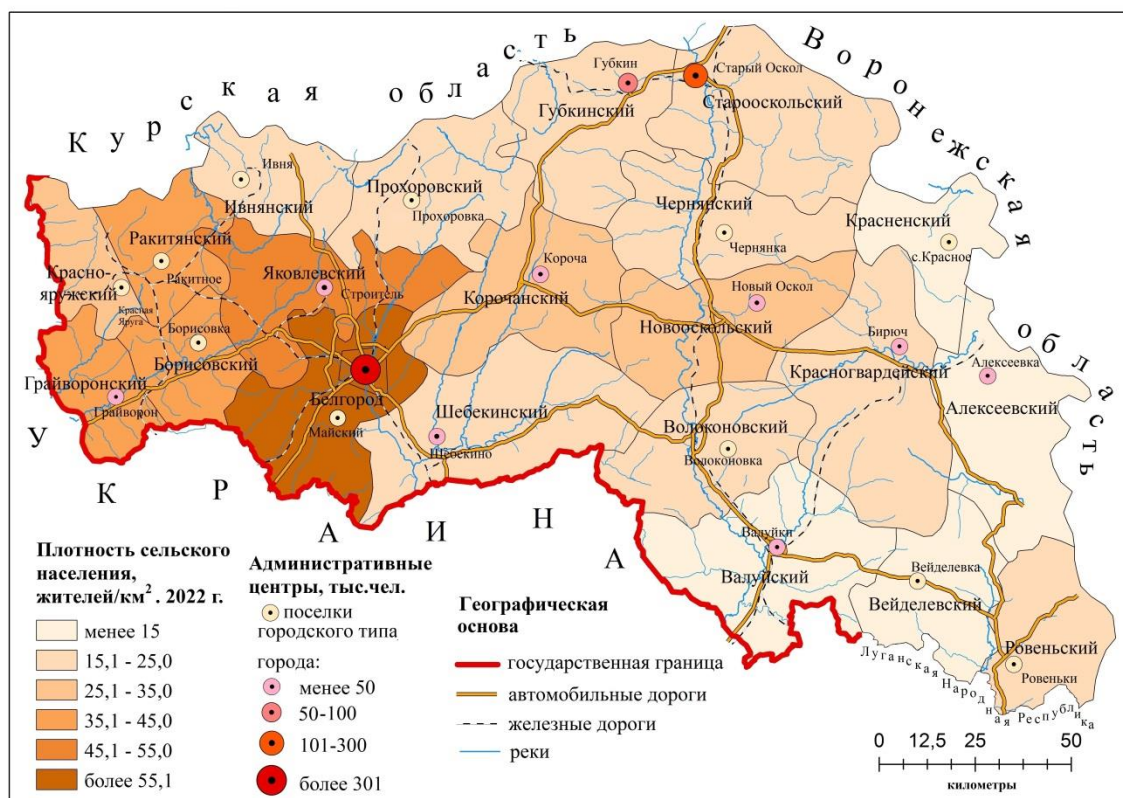 Курская область
Воронежская область
УКРАИНА
Луганская Народная Республика
Губкин
Губкинский
Старый Оскол
Старооскольский
Ивня
Ивнянский
Прохоровский
Прохоровка
Чернянский
Чернянка
Красненский
с.Красное
Ракитянский
Ракитное
Красно-
яружский
Красная
Яруга
Яковлевский
Строитель
Короча
Корочанский
Новый Оскол
Новооскольский
Бирюч
Красногвардейский
Алексеевка
Алексеевский
Борисовка
Борисовский
Грайворонский
Грайворон
Белгород
Майский
Шебекинский
Шебекино
Волоконовский
Волоконовка
Валуйки
Валуйский
Вейделевка
Вейделевский
Ровеньский
Ровеньки
Плотность сельского
населения,
жителей/км². 2022 г.
менее 15
15,1 - 25,0
25,1 - 35,0
35,1 - 45,0
45,1 - 55,0
более 55,1
Административные
центры, тыс.чел.
поселки
городского типа
города:
менее 50
50-100
101-300
более 301
Географическая
основа
государственная граница
автомобильные дороги
железные дороги
реки
0 12,5 25 50
километры